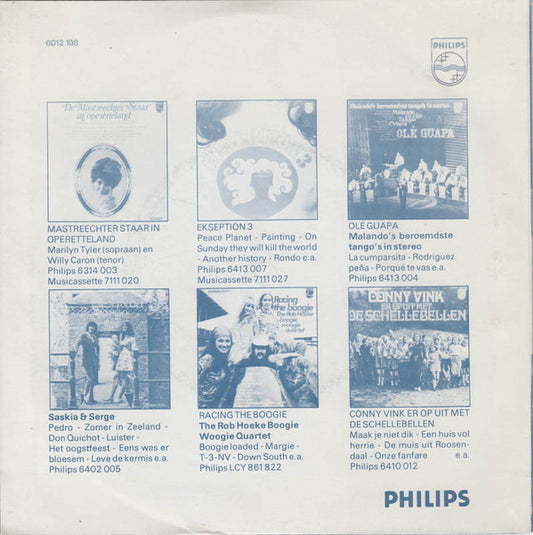 6012 198
PHILIPS
De Mastreechter Staar
in operetteland
MASTREECHTER STAAR IN
OPERETTELAND
Marilyn Tyler (sopraan) en
Willy Caron (tenor)
Philips 6314 003
Musicassette 7111 020
EKSEPTION 3
Peace Planet - Painting - On
Sunday they will kill the world
- Another history - Rondo e.a.
Philips 6413 007
Musicassette 7111 027
Malando's beroemdste tango's in stereo
Malando
OLÉ GUAPA
OLÉ GUAPA
Malando's beroemdste
tango's in stereo
La cumparsita - Rodriguez
peña - Porquè te vas e.a.
Philips 6413 004
Saskia & Serge
Pedro - Zomer in Zeeland -
Don Quichot - Luister -
Het oogstfeest - Eens was er
bloesem - Leve de kermis e.a.
Philips 6402 005
Racing
the boogie
The Rob Hoeke
boogie
woogie
quartet
RACING THE BOOGIE
The Rob Hoeke Boogie
Woogie Quartet
Boogie loaded - Margie -
T-3-NV - Down South e.a.
Philips LCY 861 822
CONNY VINK
ER OP UIT MET
DE SCHELLEBELLEN
CONNY VINK ER OP UIT MET
DE SCHELLEBELLEN
Maak je niet dik - Een huis vol
herrie - De muis uit Roosen-
daal - Onze fanfare e.a.
Philips 6410 012
PHILIPS